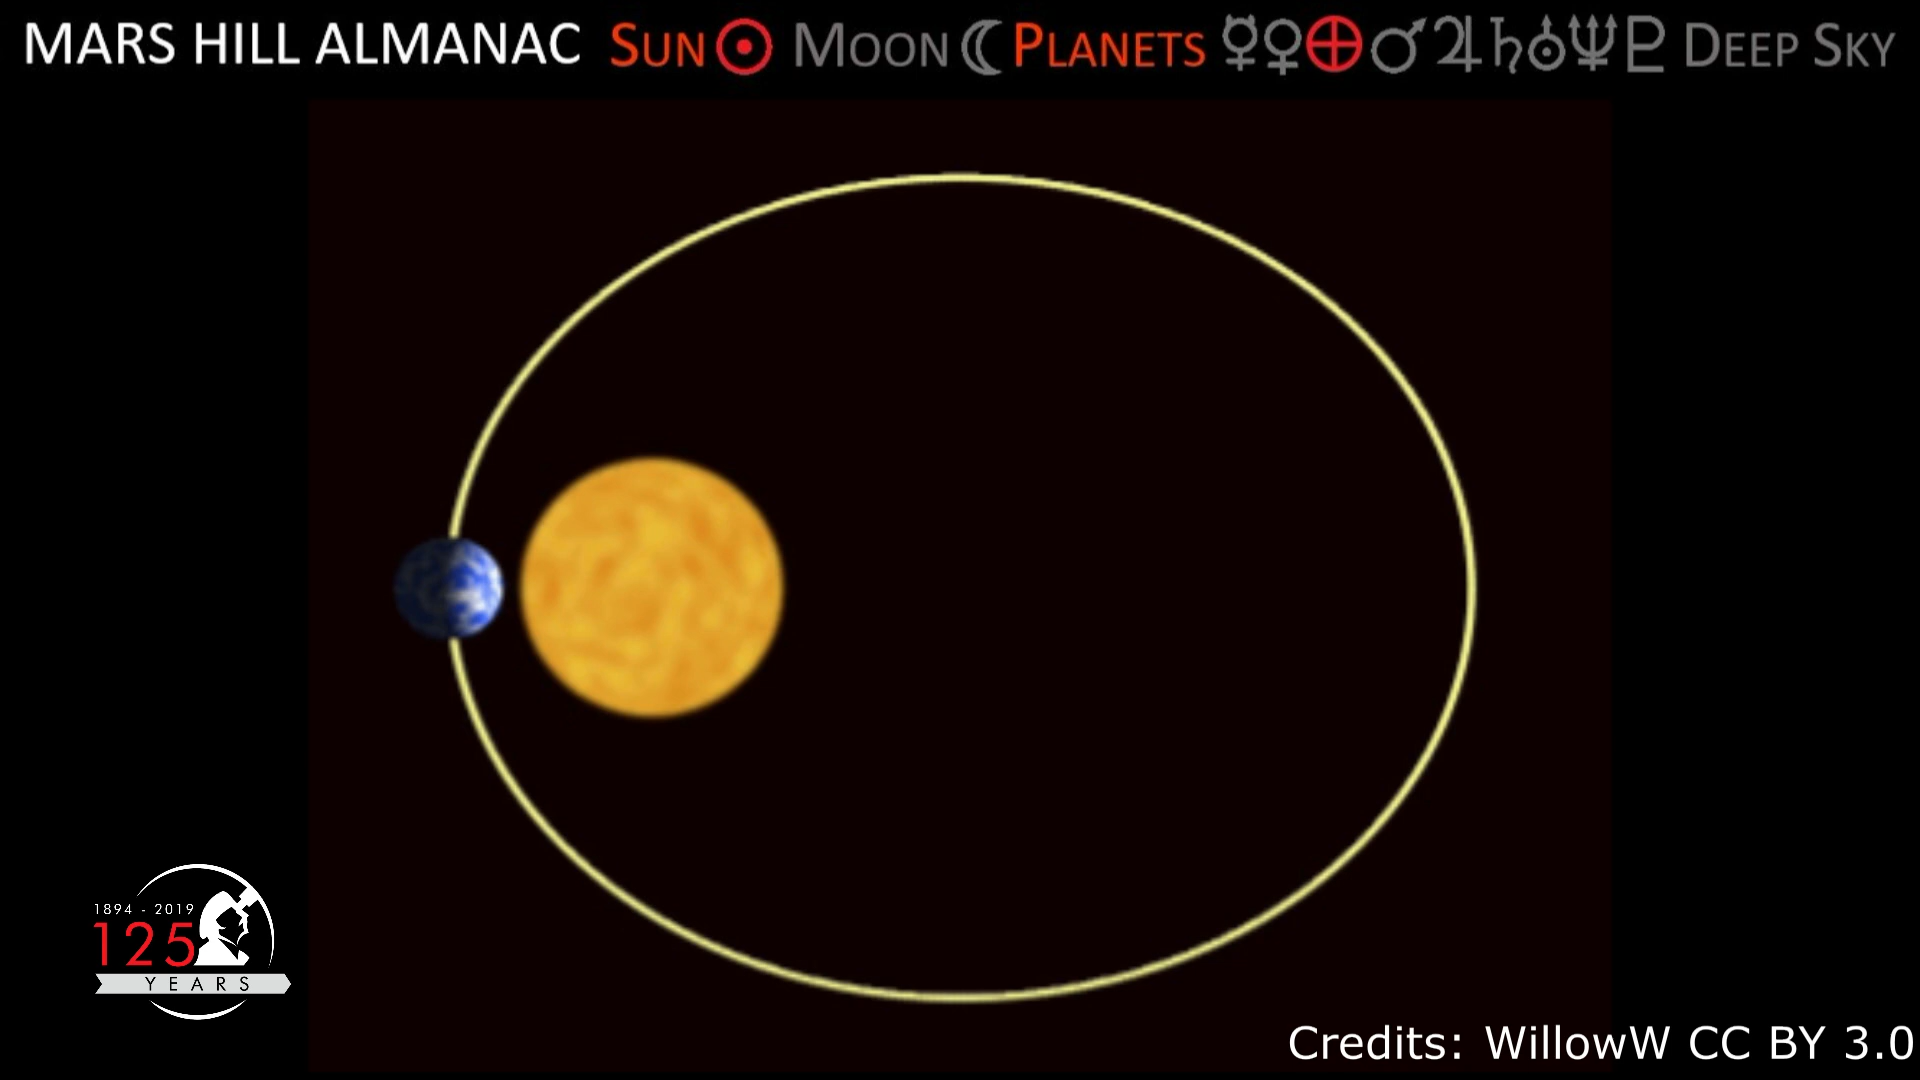 MARS HILL ALMANAC SUN MOON PLANETS DEEP SKY
1894 - 2019
125
YEARS
Credits: WillowW CC BY 3.0